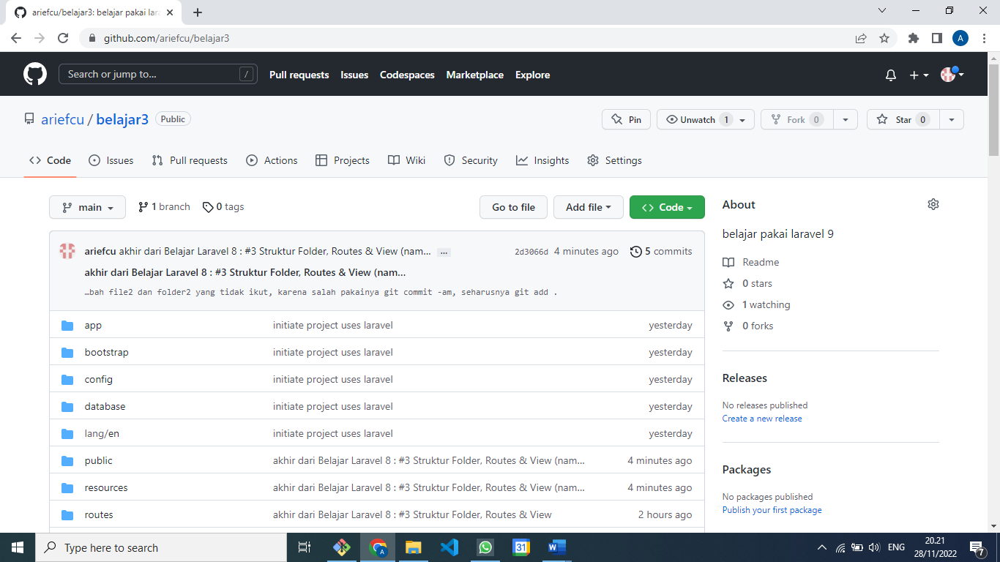 ariefcu/belajar3: belajar pakai lara
github.com/ariefcu/belajar3
A
Search or jump to...
/
Pull requests
Issues
Codespaces
Marketplace
Explore
ariefcu / belajar3
Public
Pin
Unwatch 1
Fork 0
Star 0
Code
Issues
Pull requests
Actions
Projects
Wiki
Security
Insights
Settings
main
1 branch
0 tags
Go to file
Add file
Code
ariefcu akhir dari Belajar Laravel 8 : #3 Struktur Folder, Routes & View (nam... ...
2d3066d 4 minutes ago
5 commits
akhir dari Belajar Laravel 8 : #3 Struktur Folder, Routes & View (nam...
…bah file2 dan folder2 yang tidak ikut, karena salah pakainya git commit -am, seharusnya git add .
app initiate project uses laravel yesterday
bootstrap initiate project uses laravel yesterday
config initiate project uses laravel yesterday
database initiate project uses laravel yesterday
lang/en initiate project uses laravel yesterday
public akhir dari Belajar Laravel 8 : #3 Struktur Folder, Routes & View (nam... 4 minutes ago
resources akhir dari Belajar Laravel 8 : #3 Struktur Folder, Routes & View (nam... 4 minutes ago
routes akhir dari Belajar Laravel 8 : #3 Struktur Folder, Routes & View 2 hours ago
About
belajar pakai laravel 9
Readme
0 stars
1 watching
0 forks
Releases
No releases published
Create a new release
Packages
No packages published
Publish your first package
Type here to search
A
31
W
ENG
20.21
28/11/2022
7